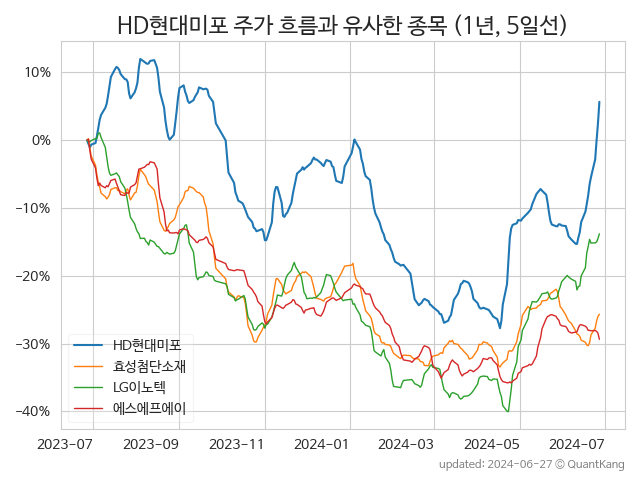 HD현대미포 주가 흐름과 유사한 종목 (1년, 5일선)
10%
0%
−10%
−20%
−30%
−40%
HD현대미포
효성첨단소재
LG이노텍
에스에프에이
2023-07 2023-09 2023-11 2024-01 2024-03 2024-05 2024-07
updated: 2024-06-27 © QuantKang